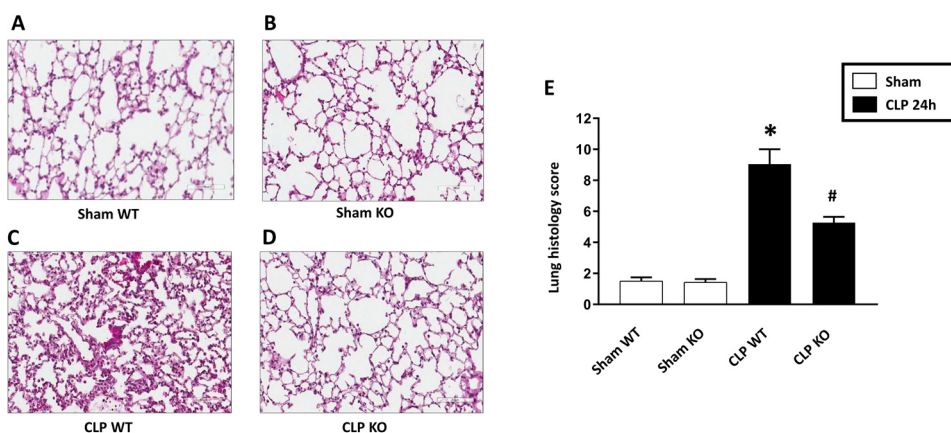 A
B
Sham WT
Sham KO
C
D
CLP WT
CLP KO
E
Sham
CLP 24h
Lung histology score
12
10
8
6
4
2
0
*
#
Sham WT
Sham KO
CLP WT
CLP KO